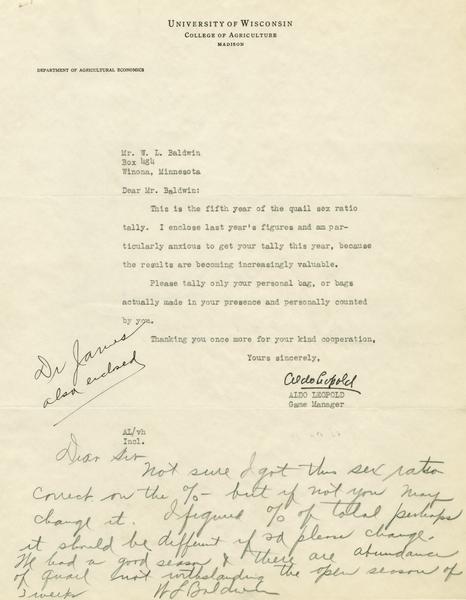 UNIVERSITY OF WISCONSIN
COLLEGE OF AGRICULTURE
MADISON
DEPARTMENT OF AGRICULTURAL ECONOMICS
Mr. W. L. Baldwin
Box 484
Winona, Minnesota
Dear Mr. Baldwin:
This is the fifth year of the quail sex ratio
tally. I enclose last year's figures and am par-
ticularly anxious to get your tally this year, because
the results are becoming increasingly valuable.
Please tally only your personal bag, or bags
actually made in your presence and personally counted
by you.
Thanking you once more for your kind cooperation,
Yours sincerely,
Aldo Leopold
ALDO LEOPOLD
Game Manager
Dr James
also enclosed
AL/vh
Incl.
Dear Sir
Not sure I got this sex ratio
correct on the % - but if not you may
change it. I figured % of total perhaps
it should be different if so please change.
We had a good season & there are abundance
of quail not withstanding the open season of
3 weeks W L Baldwin